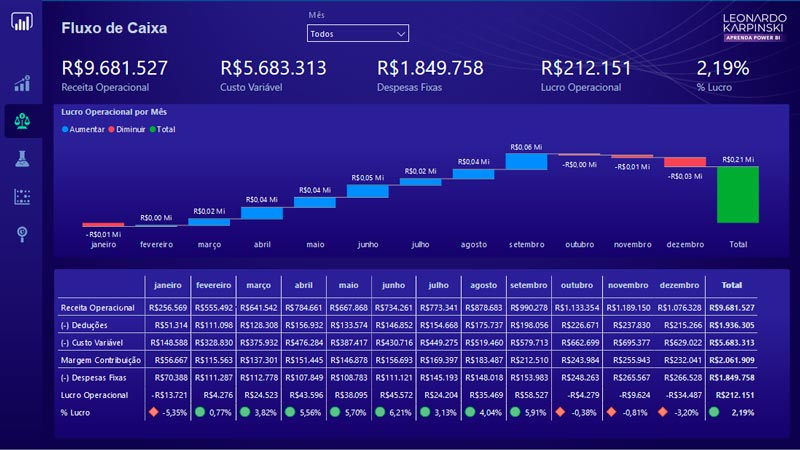 Fluxo de Caixa
Mês
Todos
LEONARDO
KARPINSKI
APRENDA POWER BI
R$9.681.527 R$5.683.313 R$1.849.758 R$212.151 2,19%
Receita Operacional Custo Variável Despesas Fixas Lucro Operacional % Lucro
Lucro Operacional por Mês
Aumentar Diminuir Total
-R$0,01 Mi R$0,00 Mi R$0,02 Mi R$0,04 Mi R$0,04 Mi R$0,05 Mi R$0,02 Mi R$0,04 Mi R$0,06 Mi -R$0,00 Mi -R$0,01 Mi -R$0,03 Mi R$0,21 Mi
janeiro fevereiro março abril maio junho julho agosto setembro outubro novembro dezembro Total
janeiro fevereiro março abril maio junho julho agosto setembro outubro novembro dezembro Total
Receita Operacional R$256.569 R$555.492 R$641.542 R$784.661 R$667.868 R$734.261 R$773.341 R$878.683 R$990.278 R$1.133.354 R$1.189.150 R$1.076.328 R$9.681.527
(-) Deduções R$51.314 R$111.098 R$128.308 R$156.932 R$133.574 R$146.852 R$154.668 R$175.737 R$198.056 R$226.671 R$237.830 R$215.266 R$1.936.305
(-) Custo Variável R$148.588 R$328.830 R$375.932 R$476.284 R$387.417 R$430.716 R$449.275 R$519.460 R$579.713 R$662.699 R$695.377 R$629.022 R$5.683.313
Margem Contribuição R$56.667 R$115.563 R$137.301 R$151.445 R$146.878 R$156.693 R$169.397 R$183.487 R$212.510 R$243.984 R$255.943 R$232.041 R$2.061.909
(-) Despesas Fixas R$70.388 R$111.287 R$112.778 R$107.849 R$108.783 R$111.121 R$145.193 R$148.018 R$153.983 R$248.263 R$265.567 R$266.528 R$1.849.758
Lucro Operacional -R$13.721 R$4.276 R$24.523 R$43.596 R$38.095 R$45.572 R$24.204 R$35.469 R$58.527 -R$4.279 -R$9.624 -R$34.487 R$212.151
% Lucro -5,35% 0,77% 3,82% 5,56% 5,70% 6,21% 3,13% 4,04% 5,91% -0,38% -0,81% -3,20% 2,19%